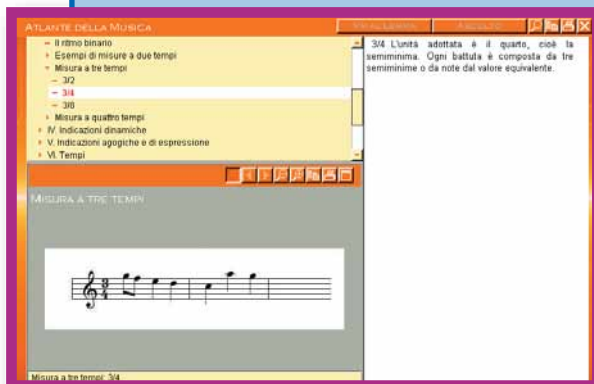 ATLANTE DELLA MUSICA
ASCOLTO
Il ritmo binario
Esempi di misure a due tempi
Misura a tre tempi
3/2
3/4
3/8
Misura a quattro tempi
IV. Indicazioni dinamiche
V. Indicazioni agogiche e di espressione
VI. Tempi
3/4 L'unità adottata è il quarto, cioè la
semiminima. Ogni battuta è composta da tre
semiminime o da note dal valore equivalente.
MISURA A TRE TEMPI
3
4
Misura a tre tempi: 3/4